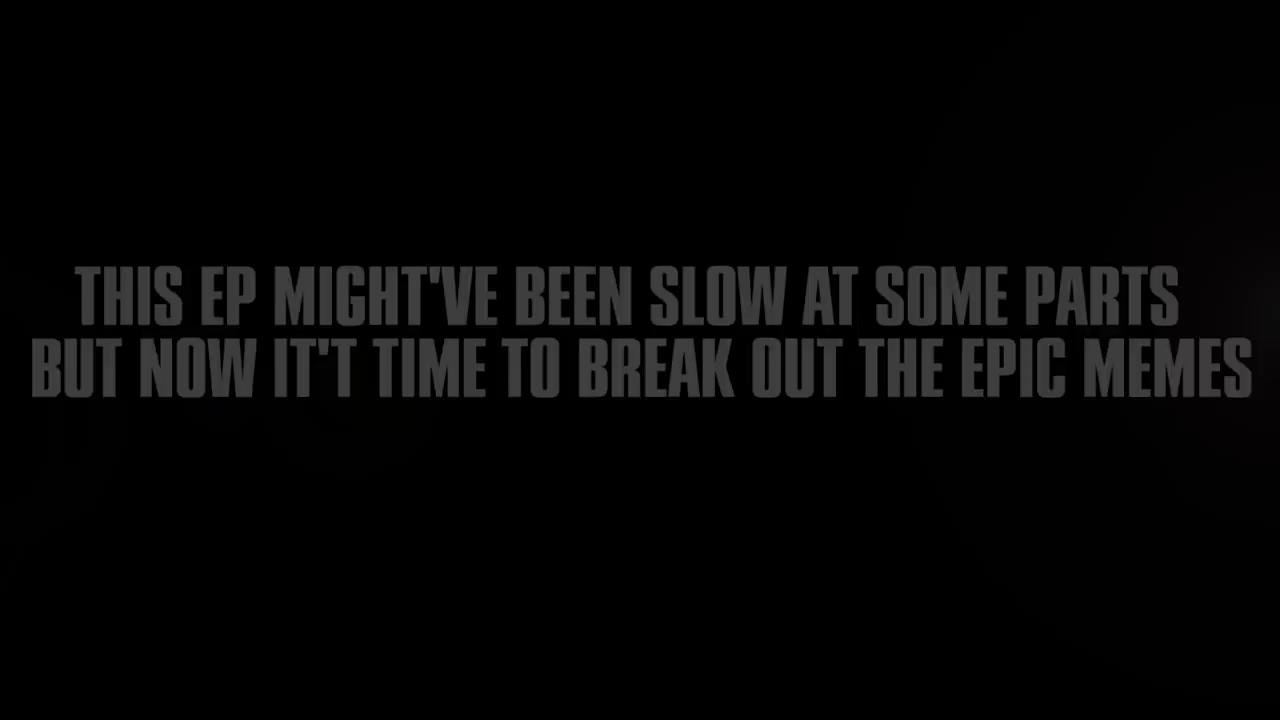 THIS EP MIGHT'VE BEEN SLOW AT SOME PARTS
BUT NOW IT'T TIME TO BREAK OUT THE EPIC MEMES